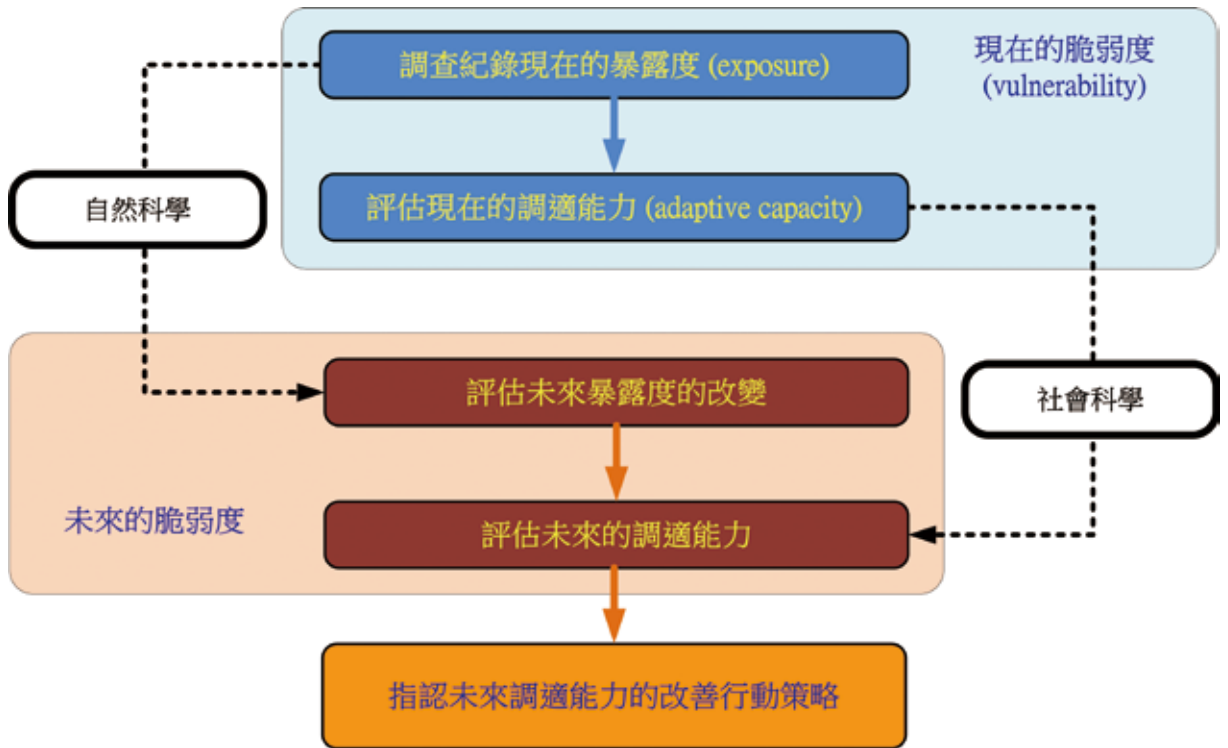 調查紀錄現在的暴露度 (exposure)
現在的脆弱度
(vulnerability)
自然科學
評估現在的調適能力 (adaptive capacity)
評估未來暴露度的改變
社會科學
未來的脆弱度
評估未來的調適能力
指認未來調適能力的改善行動策略